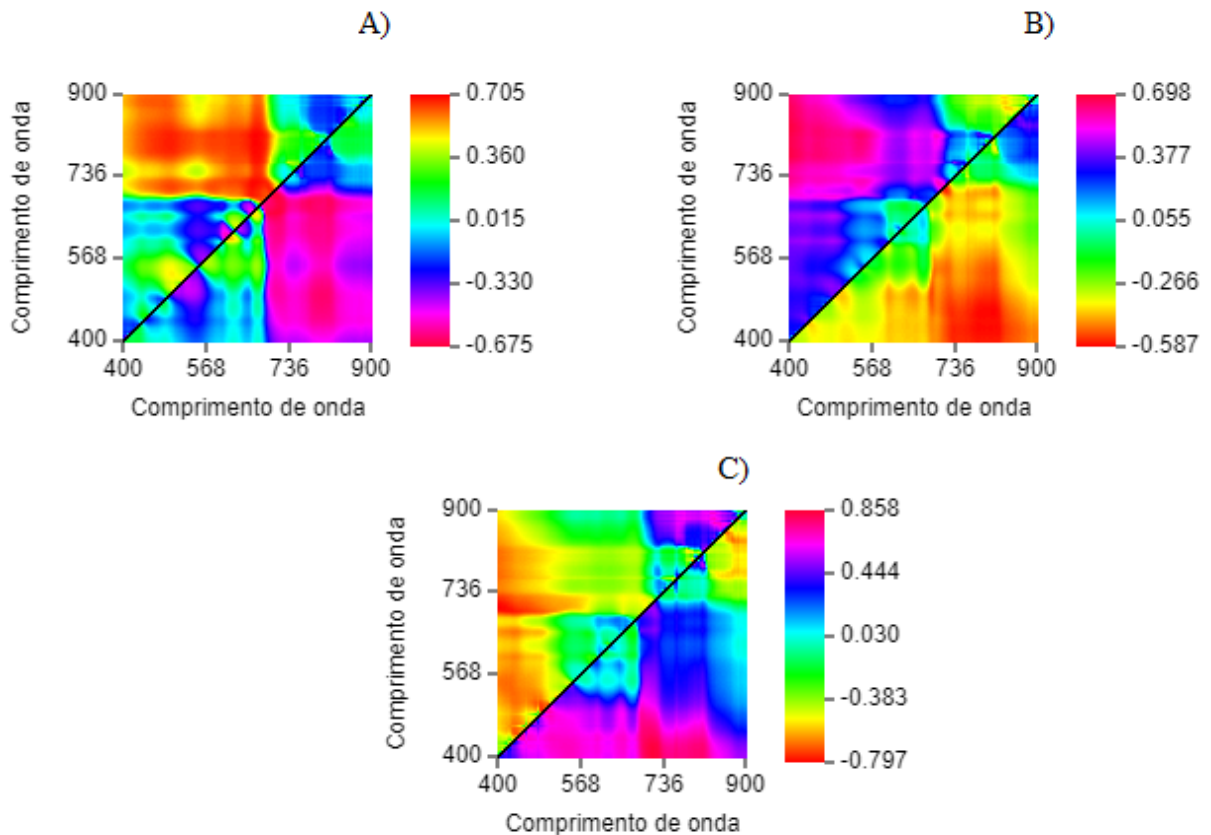 A)
B)
900
736
568
400
Comprimento de onda
400 568 736 900
Comprimento de onda
0.705
0.360
0.015
-0.330
-0.675
900
736
568
400
Comprimento de onda
400 568 736 900
Comprimento de onda
0.698
0.377
0.055
-0.266
-0.587
C)
900
736
568
400
Comprimento de onda
400 568 736 900
Comprimento de onda
0.858
0.444
0.030
-0.383
-0.797